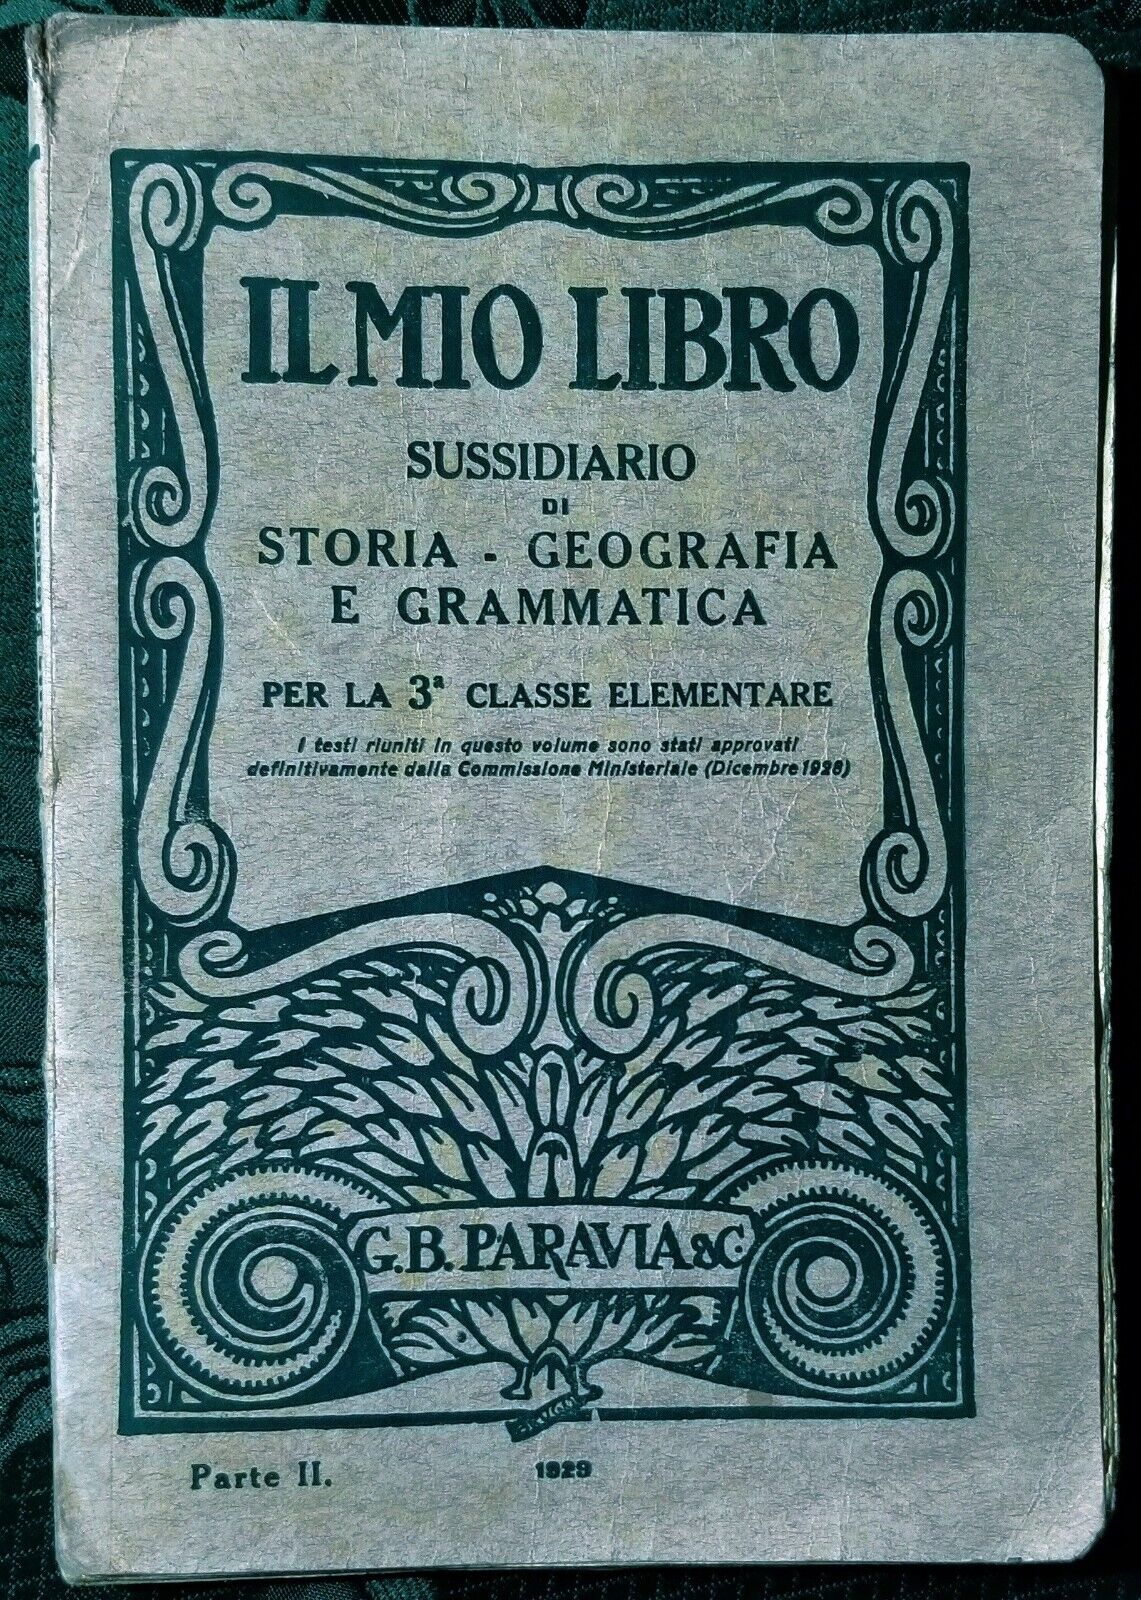 IL MIO LIBRO
SUSSIDIARIO
DI
STORIA - GEOGRAFIA
E GRAMMATICA
PER LA 3ª CLASSE ELEMENTARE
I testi riuniti in questo volume sono stati approvati
definitivamente dalla Commissione Ministeriale (Dicembre 1928)
G.B. PARAVIA & C.
Parte II.
1929